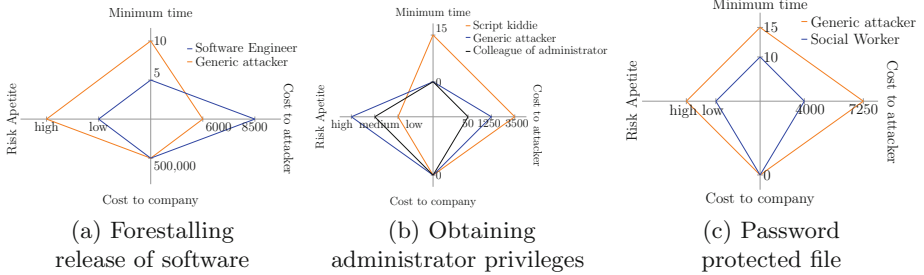 Minimum time
10
5
Software Engineer
Generic attacker
Risk Apetite
high
low
6000 8500
Cost to attacker
500.000
Cost to company
(a) Forestalling
release of software
Minimum time
15
Script kiddie
Generic attacker
Colleague of administrator
0
Risk Apetite
high medium low
50 1250 3500
Cost to attacker
0
Cost to company
(b) Obtaining
administrator privileges
Minimum time
15
10
Generic attacker
Social Worker
Risk Apetite
high low
4000 7250
Cost to attacker
0
Cost to company
(c) Password
protected file